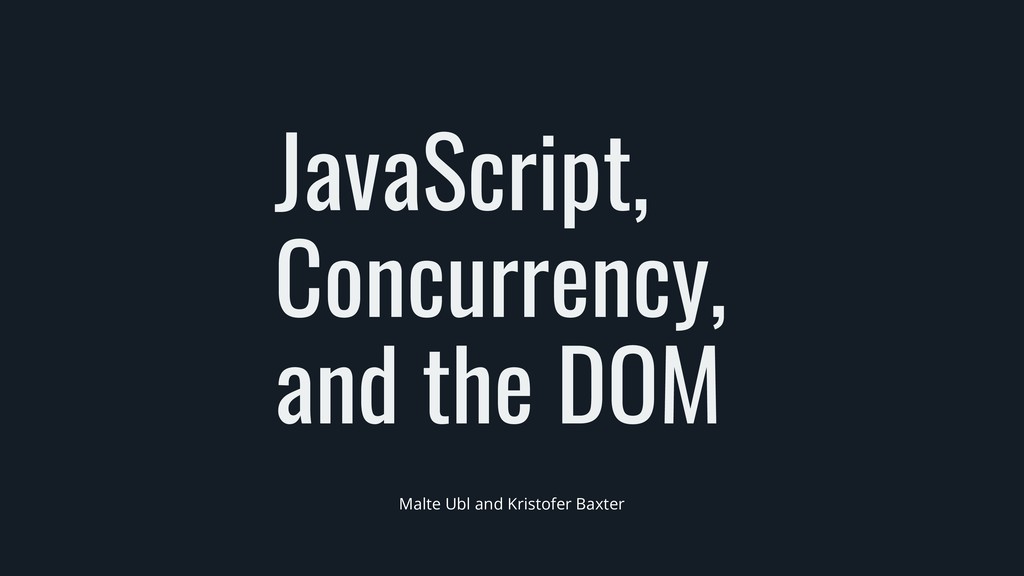 JavaScript,
Concurrency,
and the DOM
Malte Ubl and Kristofer Baxter